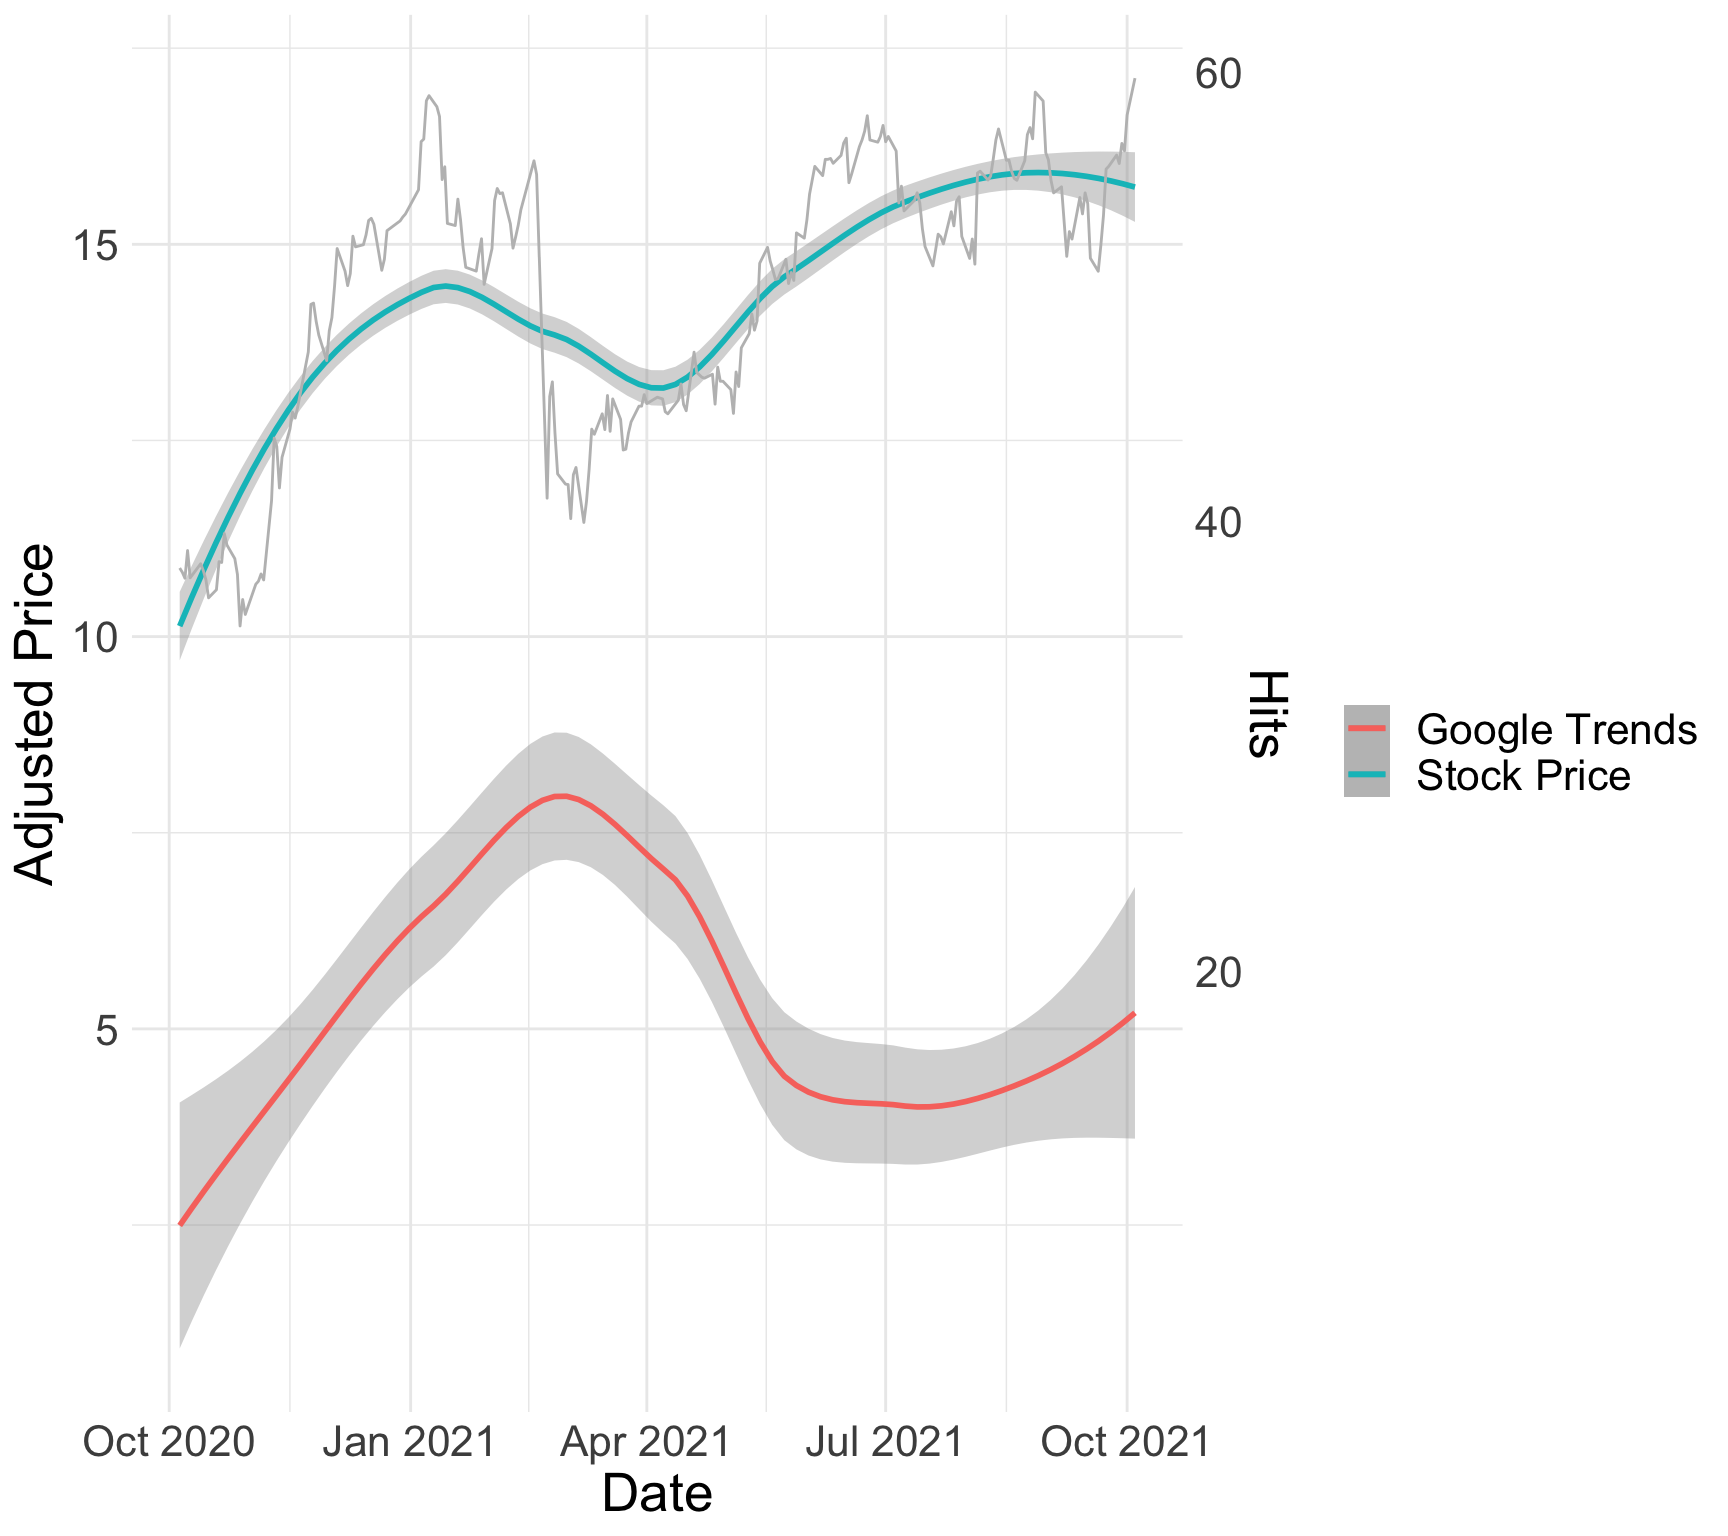 Adjusted Price
15
10
5
60
40
20
Hits
Oct 2020
Jan 2021
Apr 2021
Jul 2021
Oct 2021
Date
Google Trends
Stock Price